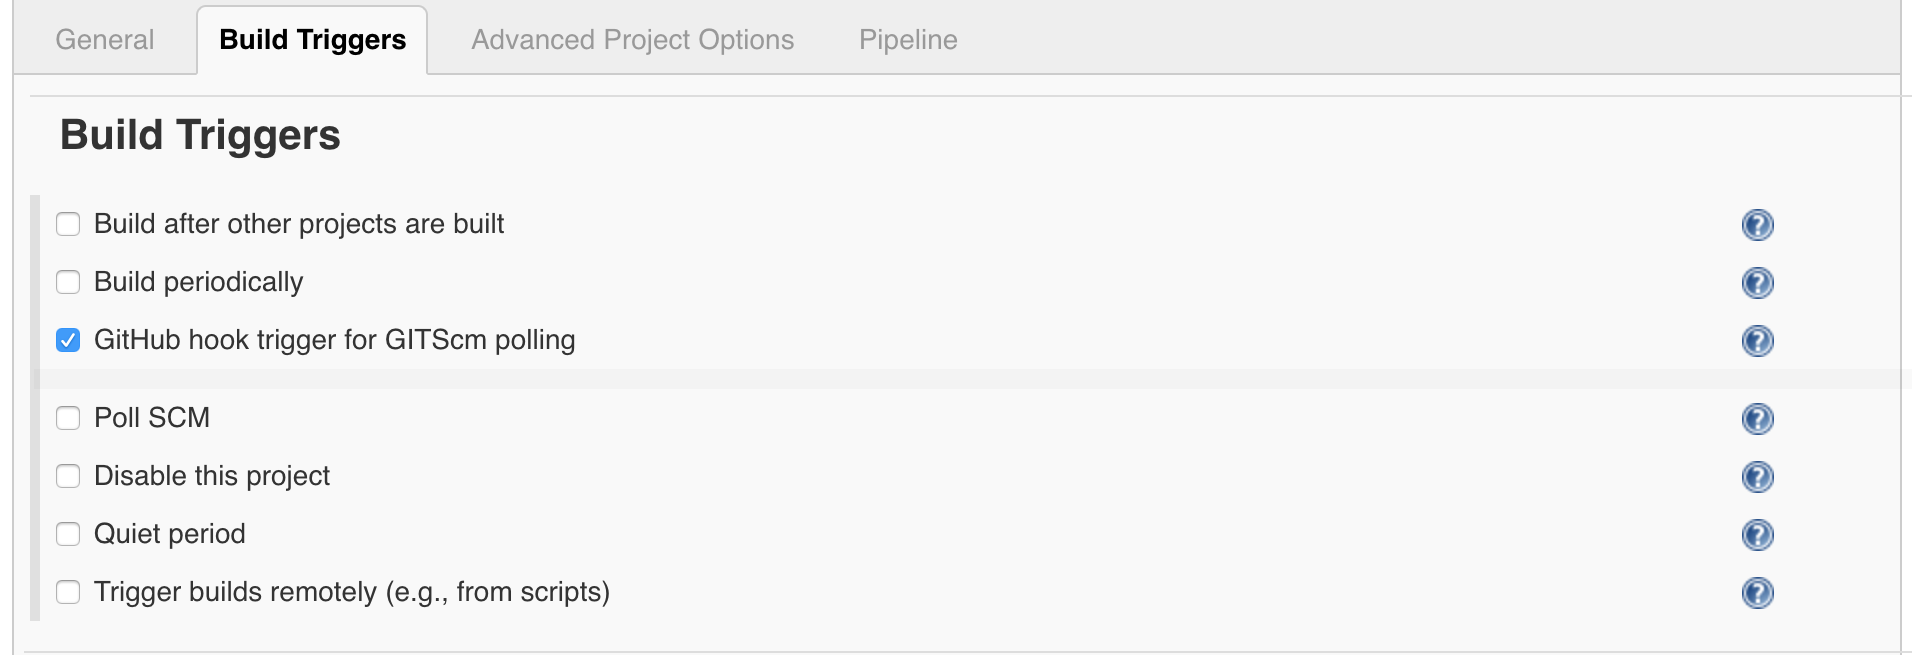 General Build Triggers Advanced Project Options Pipeline
Build Triggers
Build after other projects are built ?
Build periodically ?
GitHub hook trigger for GITScm polling ?
Poll SCM ?
Disable this project ?
Quiet period ?
Trigger builds remotely (e.g., from scripts) ?